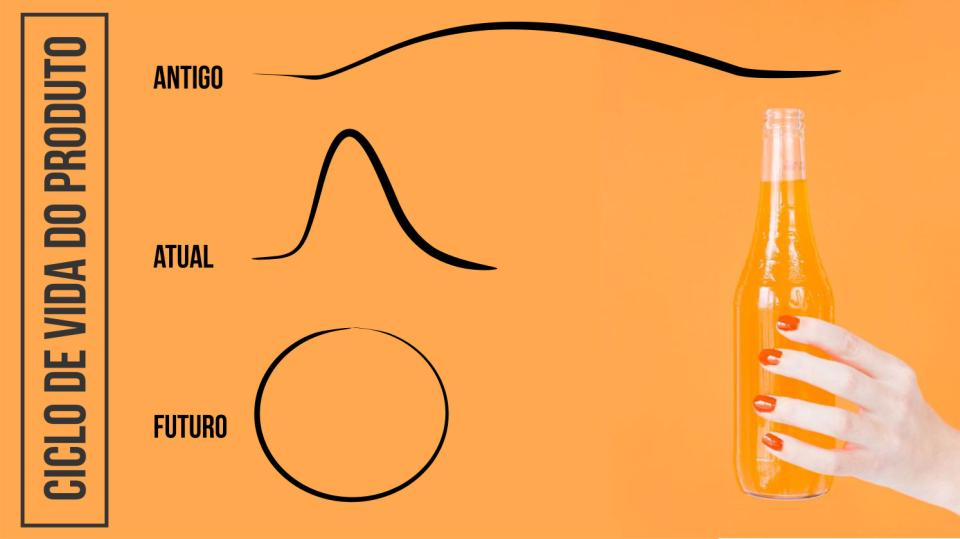 CICLO DE VIDA DO PRODUTO
ANTIGO
ATUAL
FUTURO